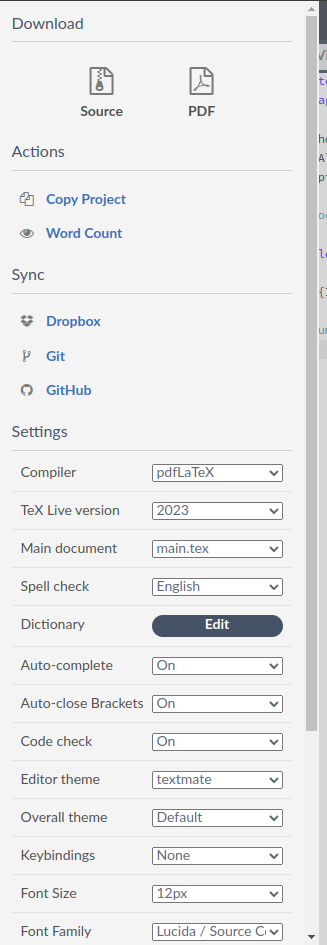 Download
Source PDF
Actions
Copy Project
Word Count
Sync
Dropbox
Git
GitHub
Settings
Compiler pdfLaTeX
TeX Live version 2023
Main document main.tex
Spell check English
Dictionary Edit
Auto-complete On
Auto-close Brackets On
Code check On
Editor theme textmate
Overall theme Default
Keybindings None
Font Size 12px
Font Family Lucida / Source C